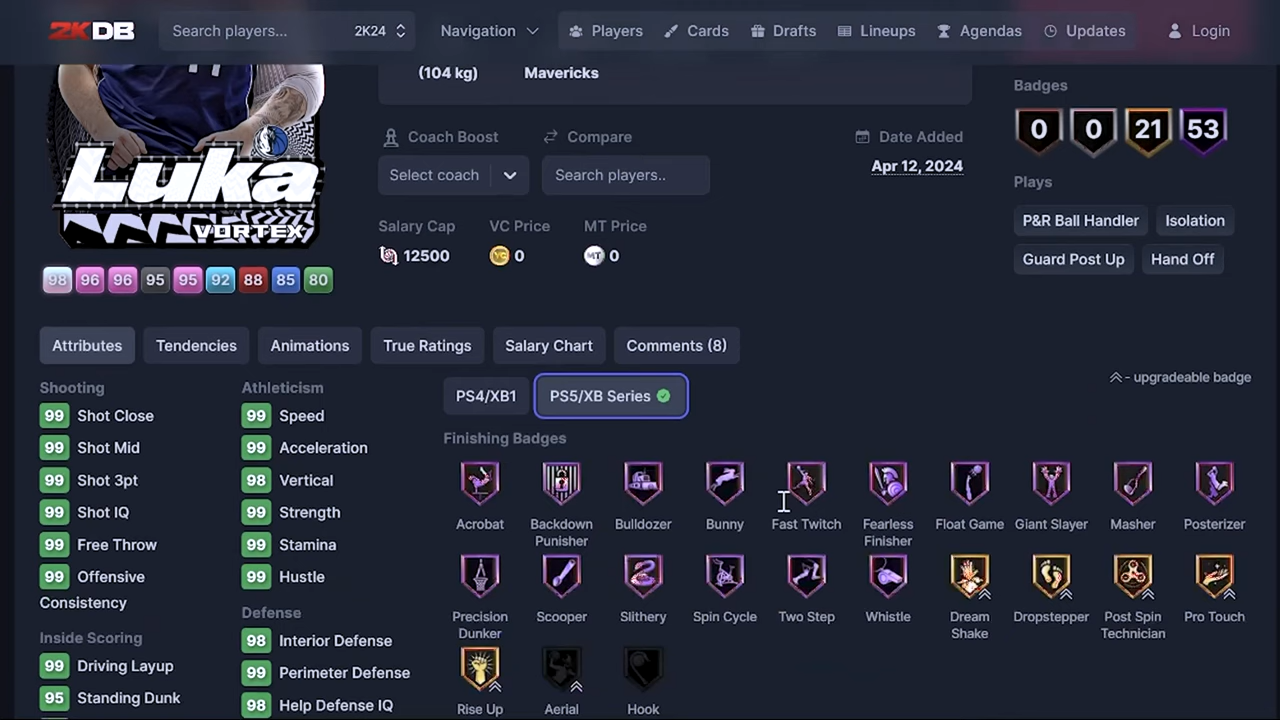 2KDB
Search players...
2K24
Navigation
Players
Cards
Drafts
Lineups
Agendas
Updates
Login
(104 kg)
Mavericks
Badges
0 0 21 53
Coach Boost
Compare
Date Added
Select coach
Search players..
Apr 12, 2024
Plays
P&R Ball Handler
Isolation
Guard Post Up
Hand Off
Luka
VORTEX
Salary Cap
VC Price
MT Price
12500
VC 0
MT 0
98 96 96 95 95 92 88 85 80
Attributes
Tendencies
Animations
True Ratings
Salary Chart
Comments (8)
- upgradeable badge
PS4/XB1
PS5/XB Series
Shooting
99 Shot Close
99 Shot Mid
99 Shot 3pt
99 Shot IQ
99 Free Throw
99 Offensive
Consistency
Inside Scoring
99 Driving Layup
95 Standing Dunk
Athleticism
99 Speed
99 Acceleration
98 Vertical
99 Strength
99 Stamina
99 Hustle
Defense
98 Interior Defense
99 Perimeter Defense
98 Help Defense IQ
Finishing Badges
Acrobat
Backdown
Punisher
Bulldozer
Bunny
Fast Twitch
Fearless
Finisher
Float Game
Giant Slayer
Masher
Posterizer
Precision
Dunker
Scooper
Slithery
Spin Cycle
Two Step
Whistle
Dream
Shake
Dropstepper
Post Spin
Technician
Pro Touch
Rise Up
Aerial
Hook